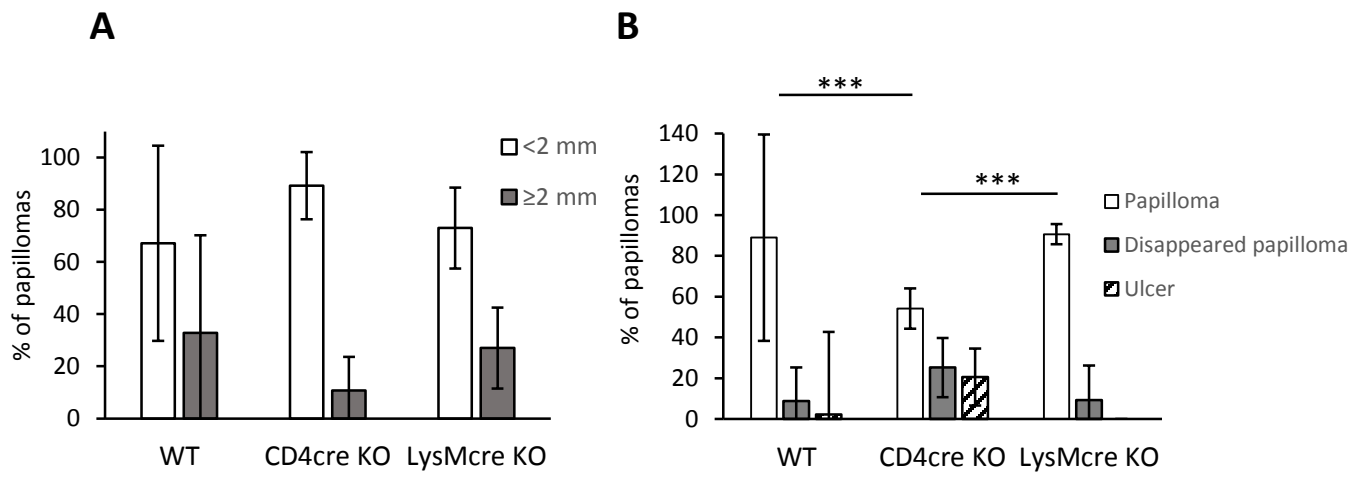 A
% of papillomas
100
80
60
40
20
0
<2 mm
≥2 mm
WT
CD4cre KO
LysMcre KO
B
***
***
% of papillomas
140
120
100
80
60
40
20
0
Papilloma
Disappeared papilloma
Ulcer
WT
CD4cre KO
LysMcre KO